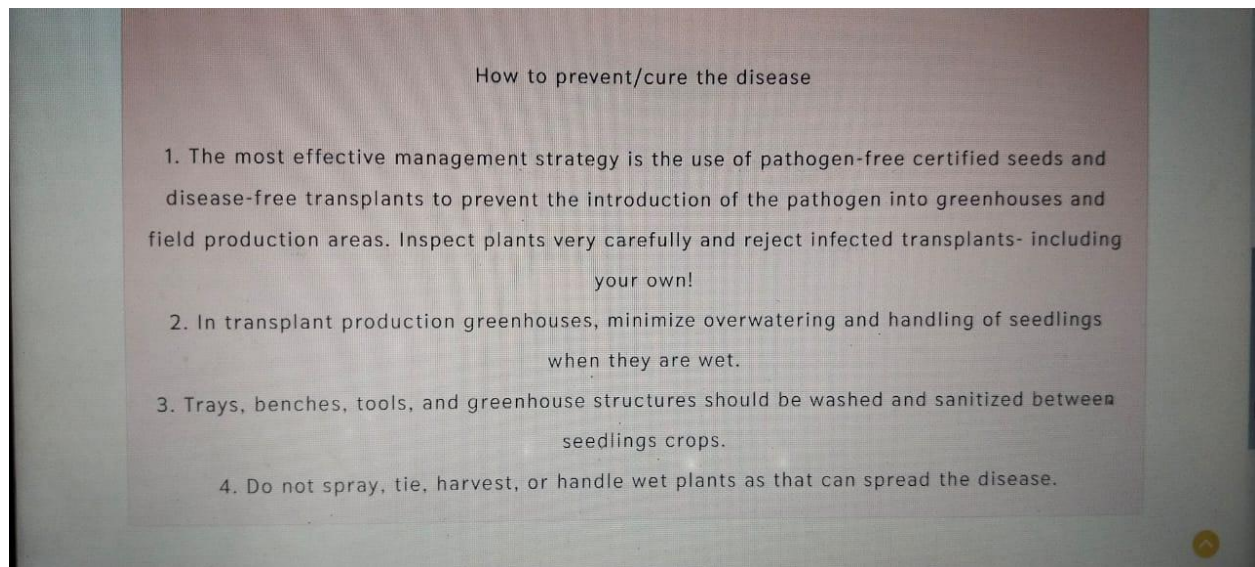 How to prevent/cure the disease
1. The most effective management strategy is the use of pathogen-free certified seeds and
disease-free transplants to prevent the introduction of the pathogen into greenhouses and
field production areas. Inspect plants very carefully and reject infected transplants- including
your own!
2. In transplant production greenhouses, minimize overwatering and handling of seedlings
when they are wet.
3. Trays, benches, tools, and greenhouse structures should be washed and sanitized between
seedlings crops.
4. Do not spray, tie, harvest, or handle wet plants as that can spread the disease.